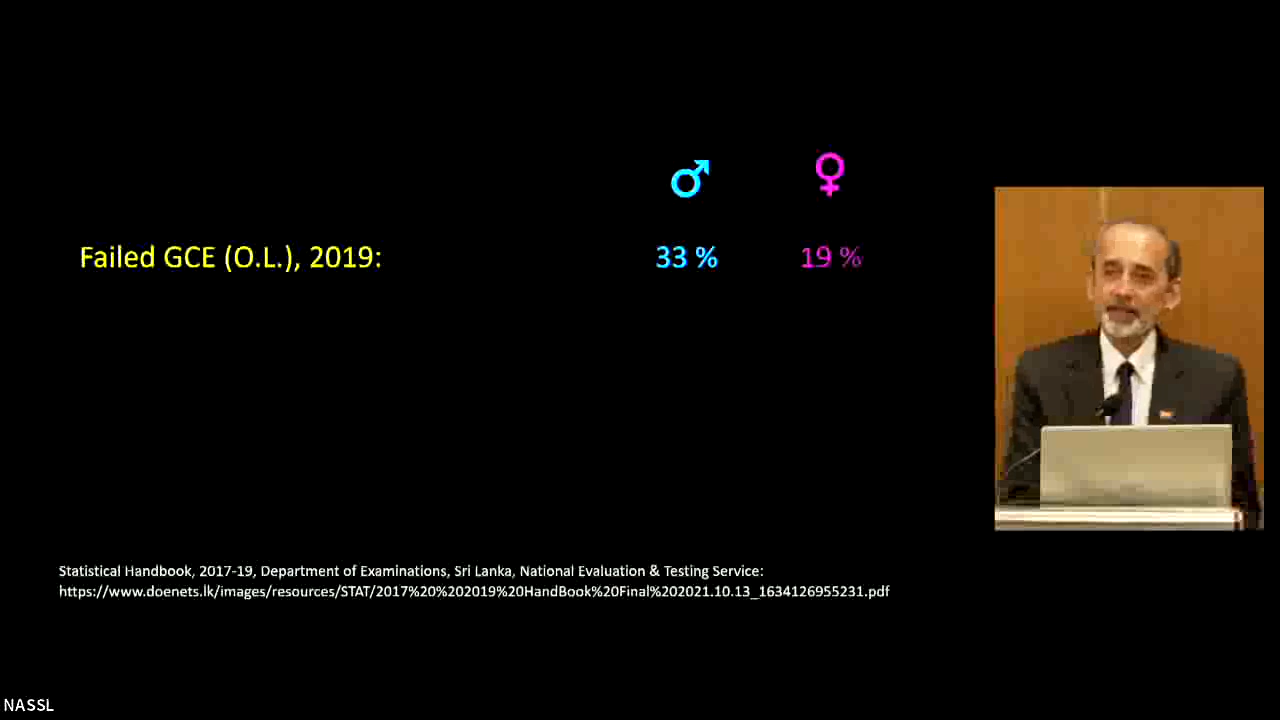 ♂ ♀
Failed GCE (O.L.), 2019: 33 % 19 %
Statistical Handbook, 2017-19, Department of Examinations, Sri Lanka, National Evaluation & Testing Service:
https://www.doenets.lk/images/resources/STAT/2017%20%202019%20HandBook%20Final%202021.10.13_1634126955231.pdf
NASSL